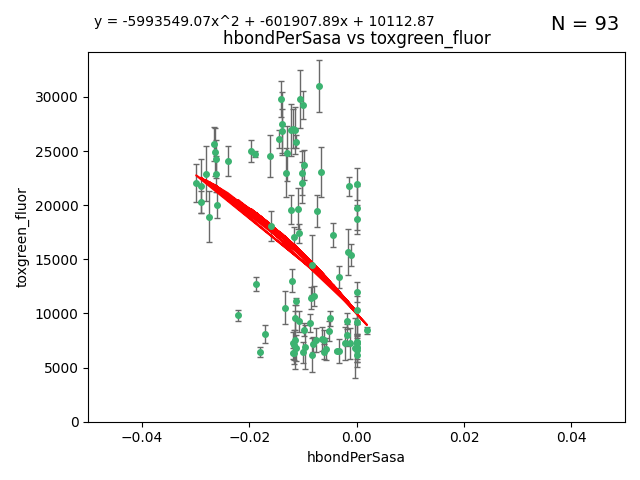 y = -5993549.07x^2 + -601907.89x + 10112.87
N = 93
hbondPerSasa vs toxgreen_fluor
30000
25000
20000
15000
10000
5000
0
toxgreen_fluor
−0.04 −0.02 0.00 0.02 0.04
hbondPerSasa